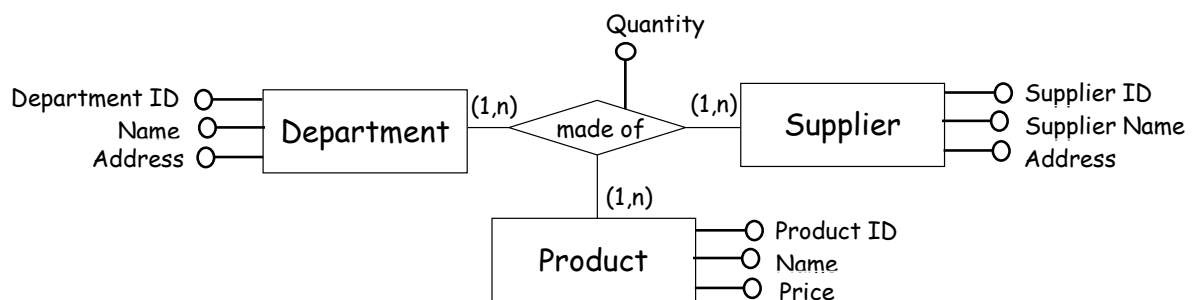 Quantity
Department ID
Name
Address
Department
(1,n)
made of
(1,n)
Supplier
Supplier ID
Supplier Name
Address
(1,n)
Product
Product ID
Name
Price